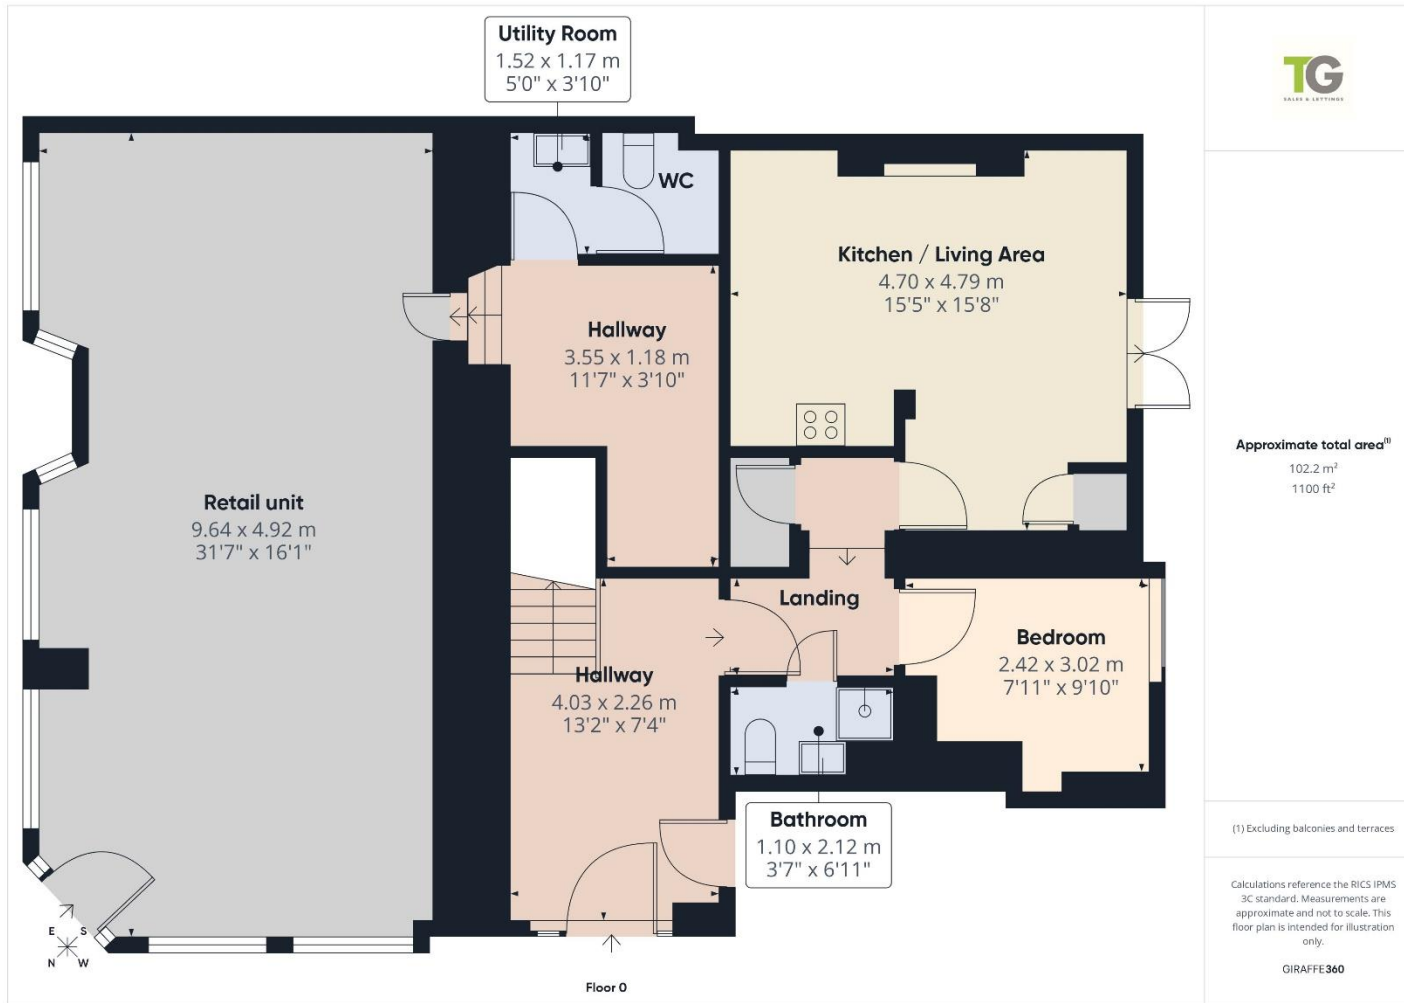 Utility Room
1.52 x 1.17 m
5'0" x 3'10"
WC
Kitchen / Living Area
4.70 x 4.79 m
15'5" x 15'8"
Hallway
3.55 x 1.18 m
11'7" x 3'10"
Retail unit
9.64 x 4.92 m
31'7" x 16'1"
Landing
Bedroom
2.42 x 3.02 m
7'11" x 9'10"
Hallway
4.03 x 2.26 m
13'2" x 7'4"
Bathroom
1.10 x 2.12 m
3'7" x 6'11"
E S
N W
Floor 0
TG
SALES & LETTINGS
Approximate total area(1)
102.2 m²
1100 ft²
(1) Excluding balconies and terraces
Calculations reference the RICS IPMS
3C standard. Measurements are
approximate and not to scale. This
floor plan is intended for illustration
only.
GIRAFFE360